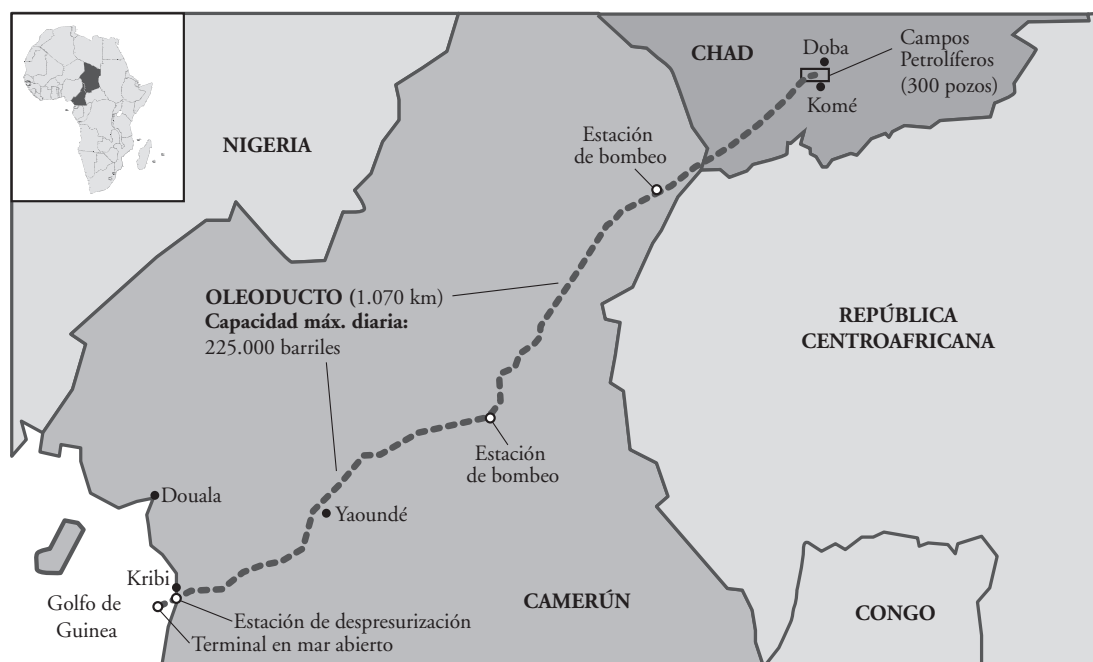 CHAD
Doba
Campos
Petrolíferos
(300 pozos)
Komé
Estación
de bombeo
NIGERIA
OLEODUCTO (1.070 km)
Capacidad máx. diaria:
225.000 barriles
REPÚBLICA
CENTROAFRICANA
Estación
de bombeo
Douala
Yaoundé
Kribi
Golfo de
Guinea
Estación de despresurización
Terminal en mar abierto
CAMERÚN
CONGO